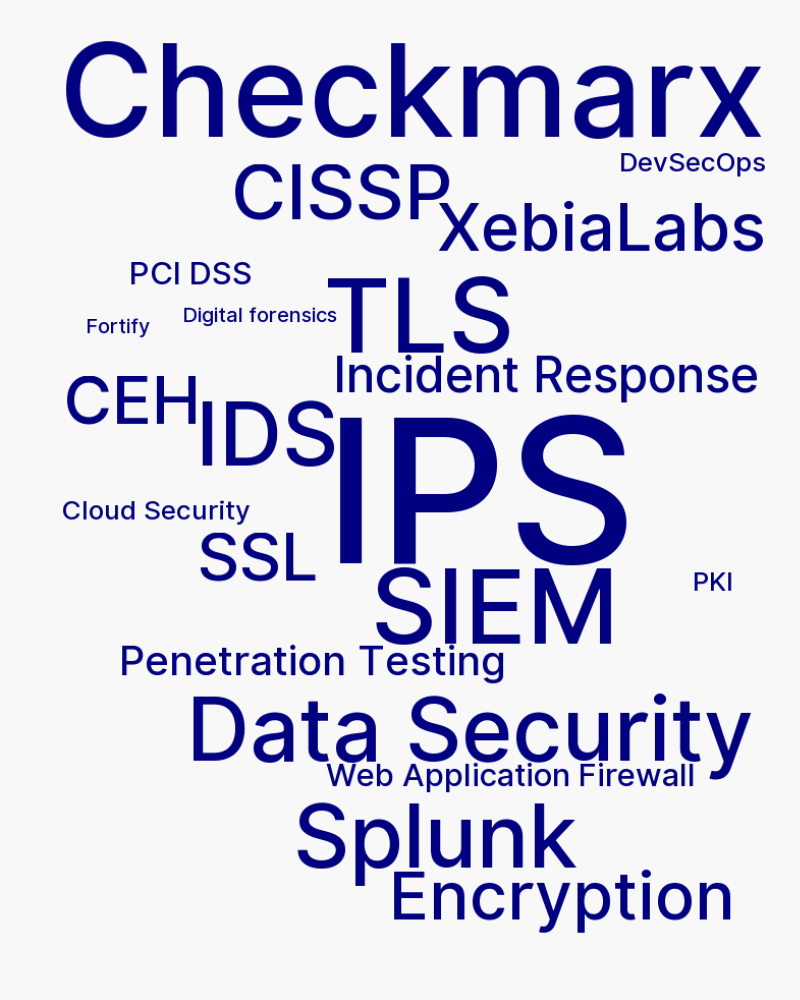 Checkmarx
DevSecOps
CISSP
XebiaLabs
PCI DSS
TLS
Digital forensics
Fortify
Incident Response
CEH
IDS
IPS
Cloud Security
SSL
PKI
SIEM
Penetration Testing
Data Security
Web Application Firewall
Splunk
Encryption